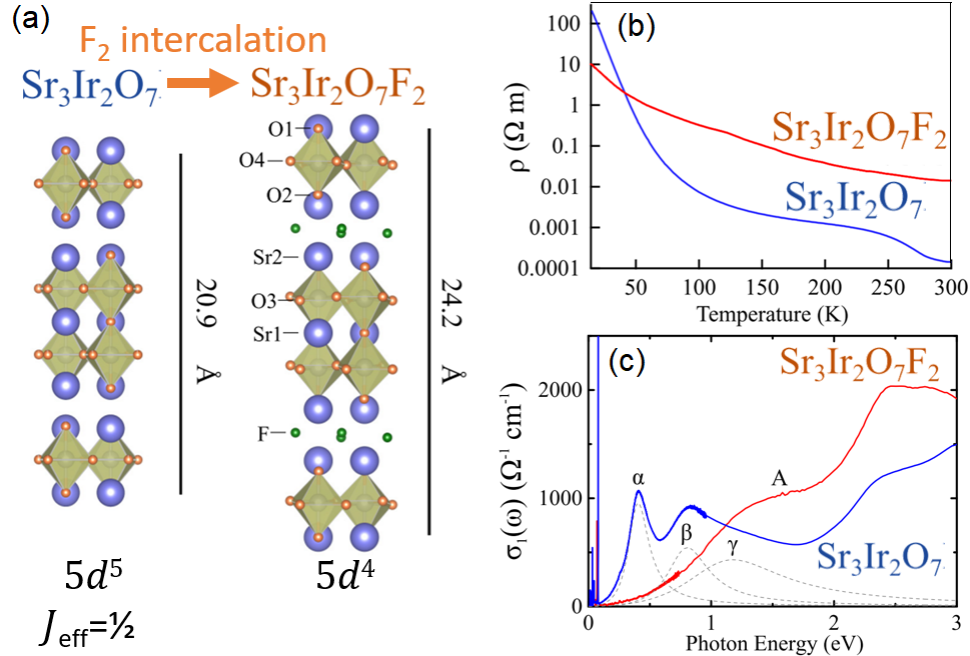 (a)
F₂ intercalation
Sr₃Ir₂O₇
Sr₃Ir₂O₇F₂
O1
O4
O2
Sr2
O3
Sr1
F
20.9 Å
24.2 Å
5d⁵
5d⁴
J_eff=½
(b)
ρ (Ω m)
100
10
1
0.1
0.01
0.001
0.0001
Sr₃Ir₂O₇F₂
Sr₃Ir₂O₇
50 100 150 200 250 300
Temperature (K)
(c)
σ₁(ω) (Ω⁻¹ cm⁻¹)
2000
1000
0
Sr₃Ir₂O₇F₂
A
α
β
γ
Sr₃Ir₂O₇
0 1 2 3
Photon Energy (eV)